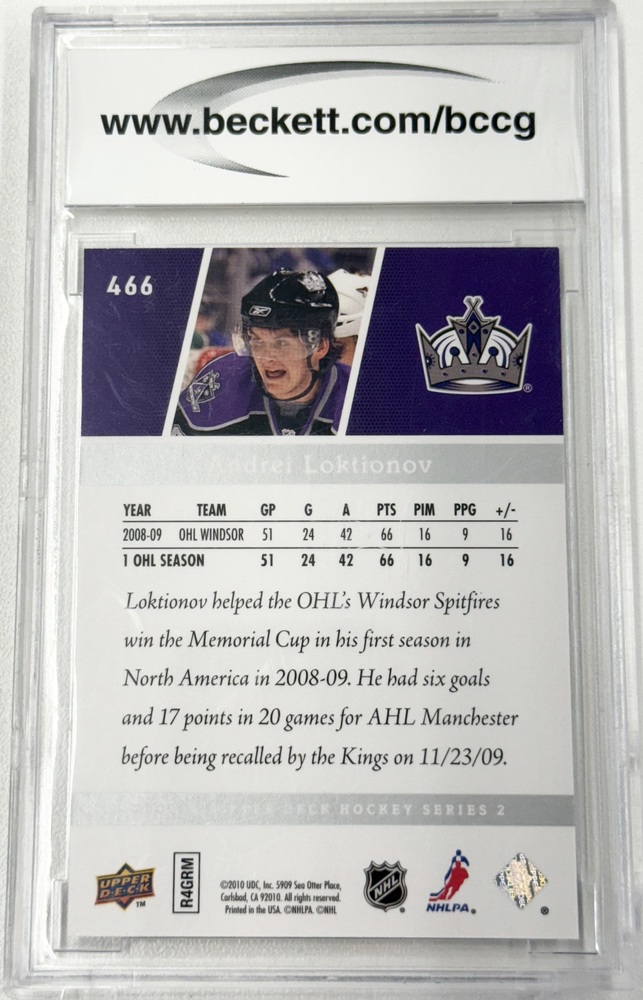 www.beckett.com/bccg
466
Andrei Loktionov
YEAR TEAM GP G A PTS PIM PPG +/-
2008-09 OHL WINDSOR 51 24 42 66 16 9 16
1 OHL SEASON 51 24 42 66 16 9 16
Loktionov helped the OHL's Windsor Spitfires
win the Memorial Cup in his first season in
North America in 2008-09. He had six goals
and 17 points in 20 games for AHL Manchester
before being recalled by the Kings on 11/23/09.
UPPER DECK HOCKEY SERIES 2
UPPER DECK TM
R4GRM
©2010 UDC, Inc. 5909 Sea Otter Place,
Carlsbad, CA 92010. All rights reserved.
Printed in the USA. ©NHLPA. ©NHL
NHL
NHLPA.